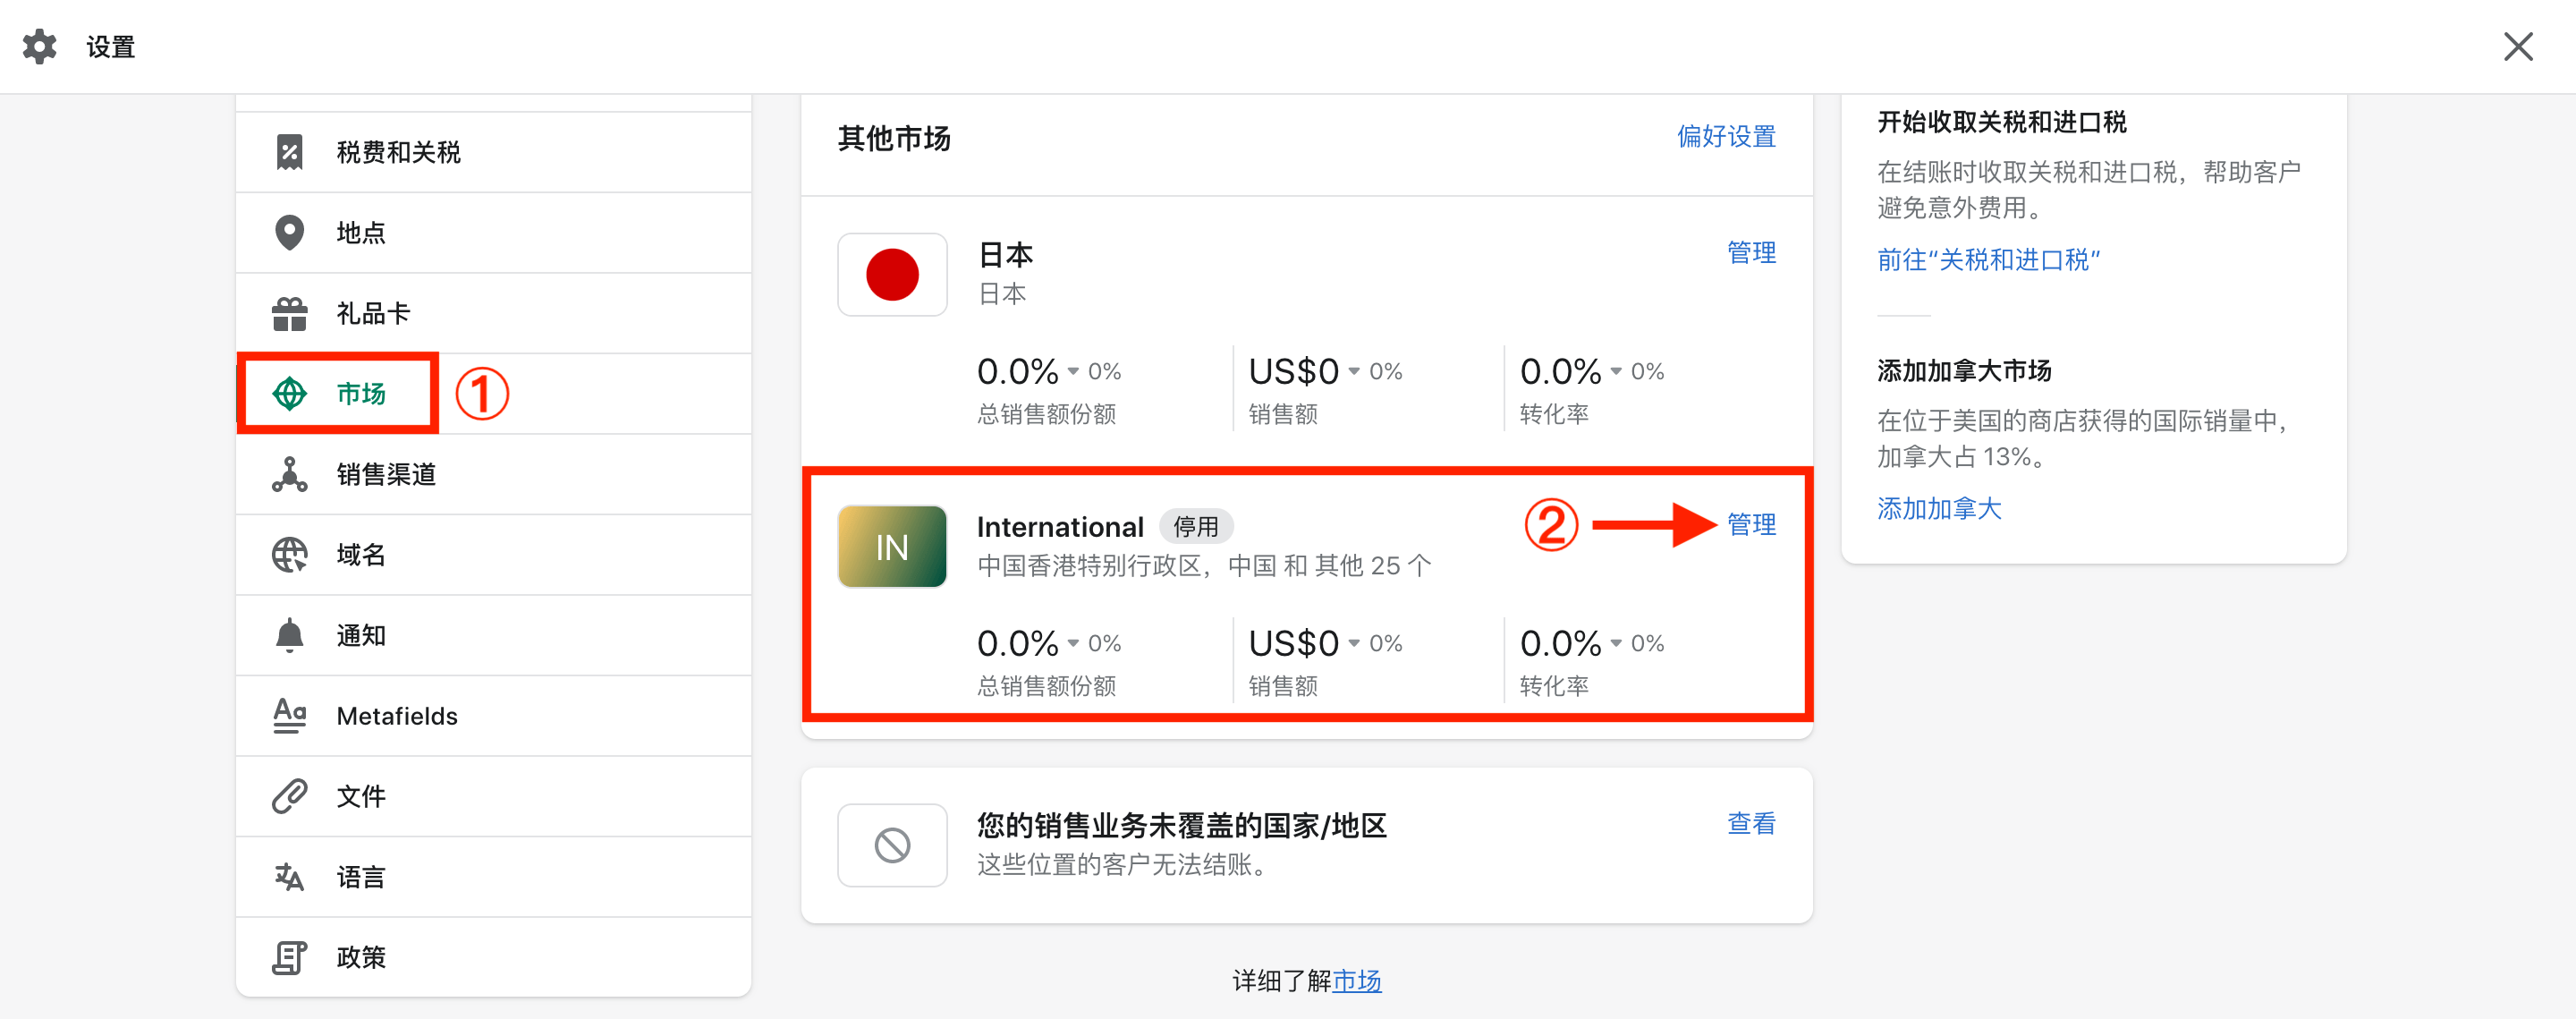 设置
税费和关税
地点
礼品卡
市场
①
销售渠道
域名
通知
Metafields
文件
语言
政策
其他市场
偏好设置
日本
管理
日本
0.0% 0%
US$0 0%
0.0% 0%
总销售额份额
销售额
转化率
IN
International 停用
② 管理
中国香港特别行政区，中国 和 其他 25 个
0.0% 0%
US$0 0%
0.0% 0%
总销售额份额
销售额
转化率
您的销售业务未覆盖的国家/地区
查看
这些位置的客户无法结账。
详细了解市场
开始收取关税和进口税
在结账时收取关税和进口税，帮助客户
避免意外费用。
前往“关税和进口税”
添加加拿大市场
在位于美国的商店获得的国际销量中，
加拿大占 13%。
添加加拿大